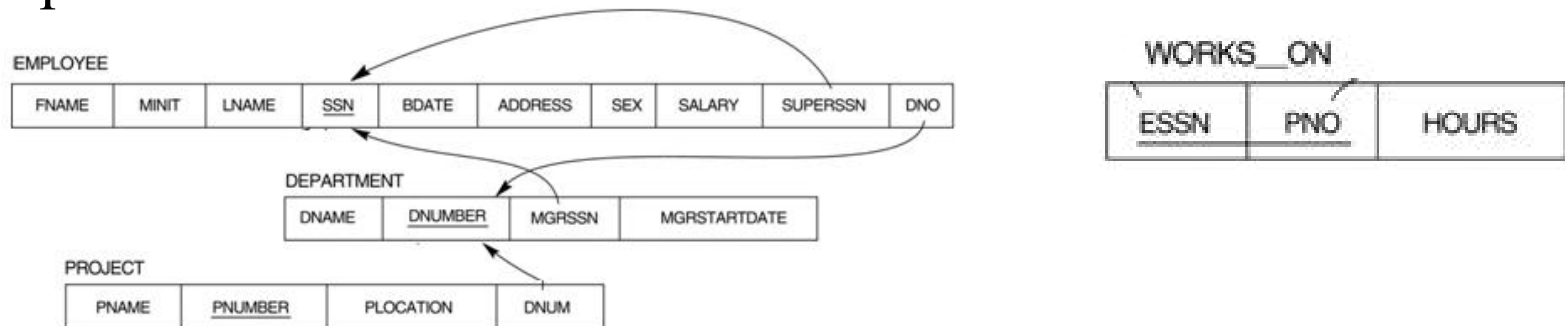 EMPLOYEE
FNAME MINIT LNAME SSN BDATE ADDRESS SEX SALARY SUPERSSN DNO
DEPARTMENT
DNAME DNUMBER MGRSSN MGRSTARTDATE
PROJECT
PNAME PNUMBER PLOCATION DNUM
WORKS__ON
ESSN PNO HOURS